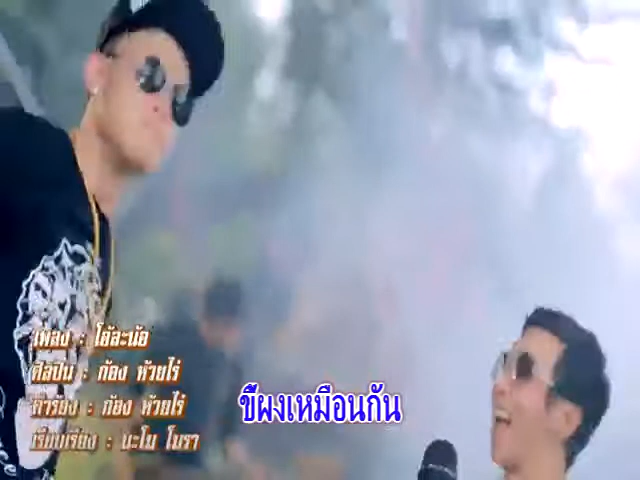 เพลง : โอ้ละน้อ
ศิลปิน : ก้อง ห้วยไร่
คำร้อง : ก้อง ห้วยไร่
เรียบเรียง : มะโม โนรา
ขี้ผงเหมือนกัน